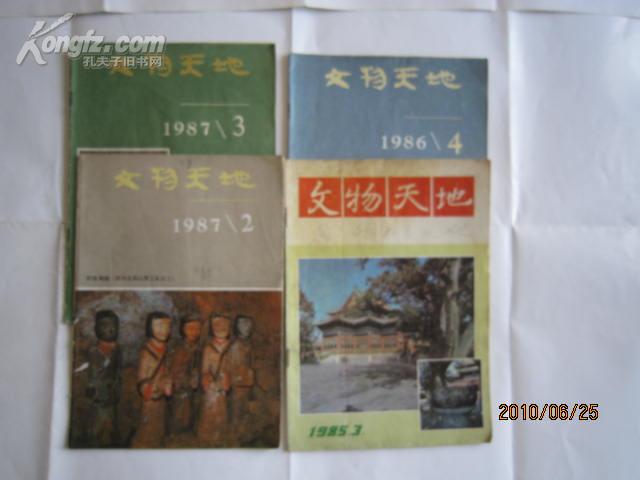 Kongfz.com
孔夫子旧书网
文物天地
1987\3
文物天地
1986\4
文物天地
1987\2
文物天地
1985.3
2010/06/25